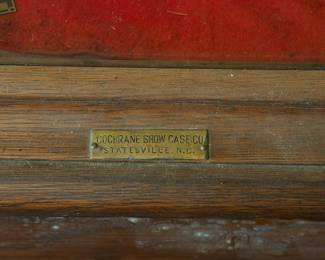 COCHRANE SHOW CASE CO
STATESVILLE, N.C.